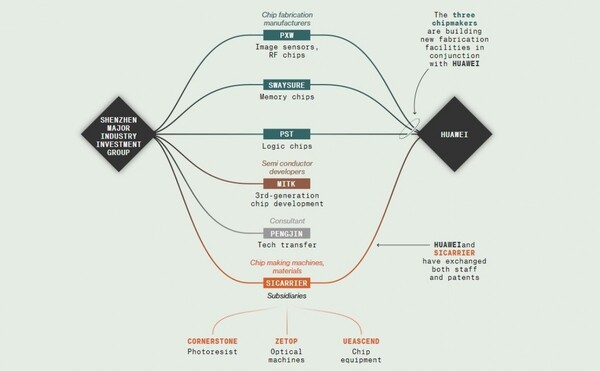 Chip fabrication
manufacturers
PXW
Image sensors,
RF chips
The three
chipmakers
are building
new fabrication
facilities in
conjunction
with HUAWEI
SWAYSURE
Memory chips
SHENZHEN
MAJOR
INDUSTRY
INVESTMENT
GROUP
PST
Logic chips
HUAWEI
Semi conductor
developers
MITK
3rd-generation
chip development
Consultant
PENGJIN
Tech transfer
HUAWEIand
SICARRIER
have exchanged
both staff
and patents
Chip making machines,
materials
SICARRIER
Subsidiaries
CORNERSTONE
Photoresist
ZETOP
Optical
machines
UEASCEND
Chip
equipment